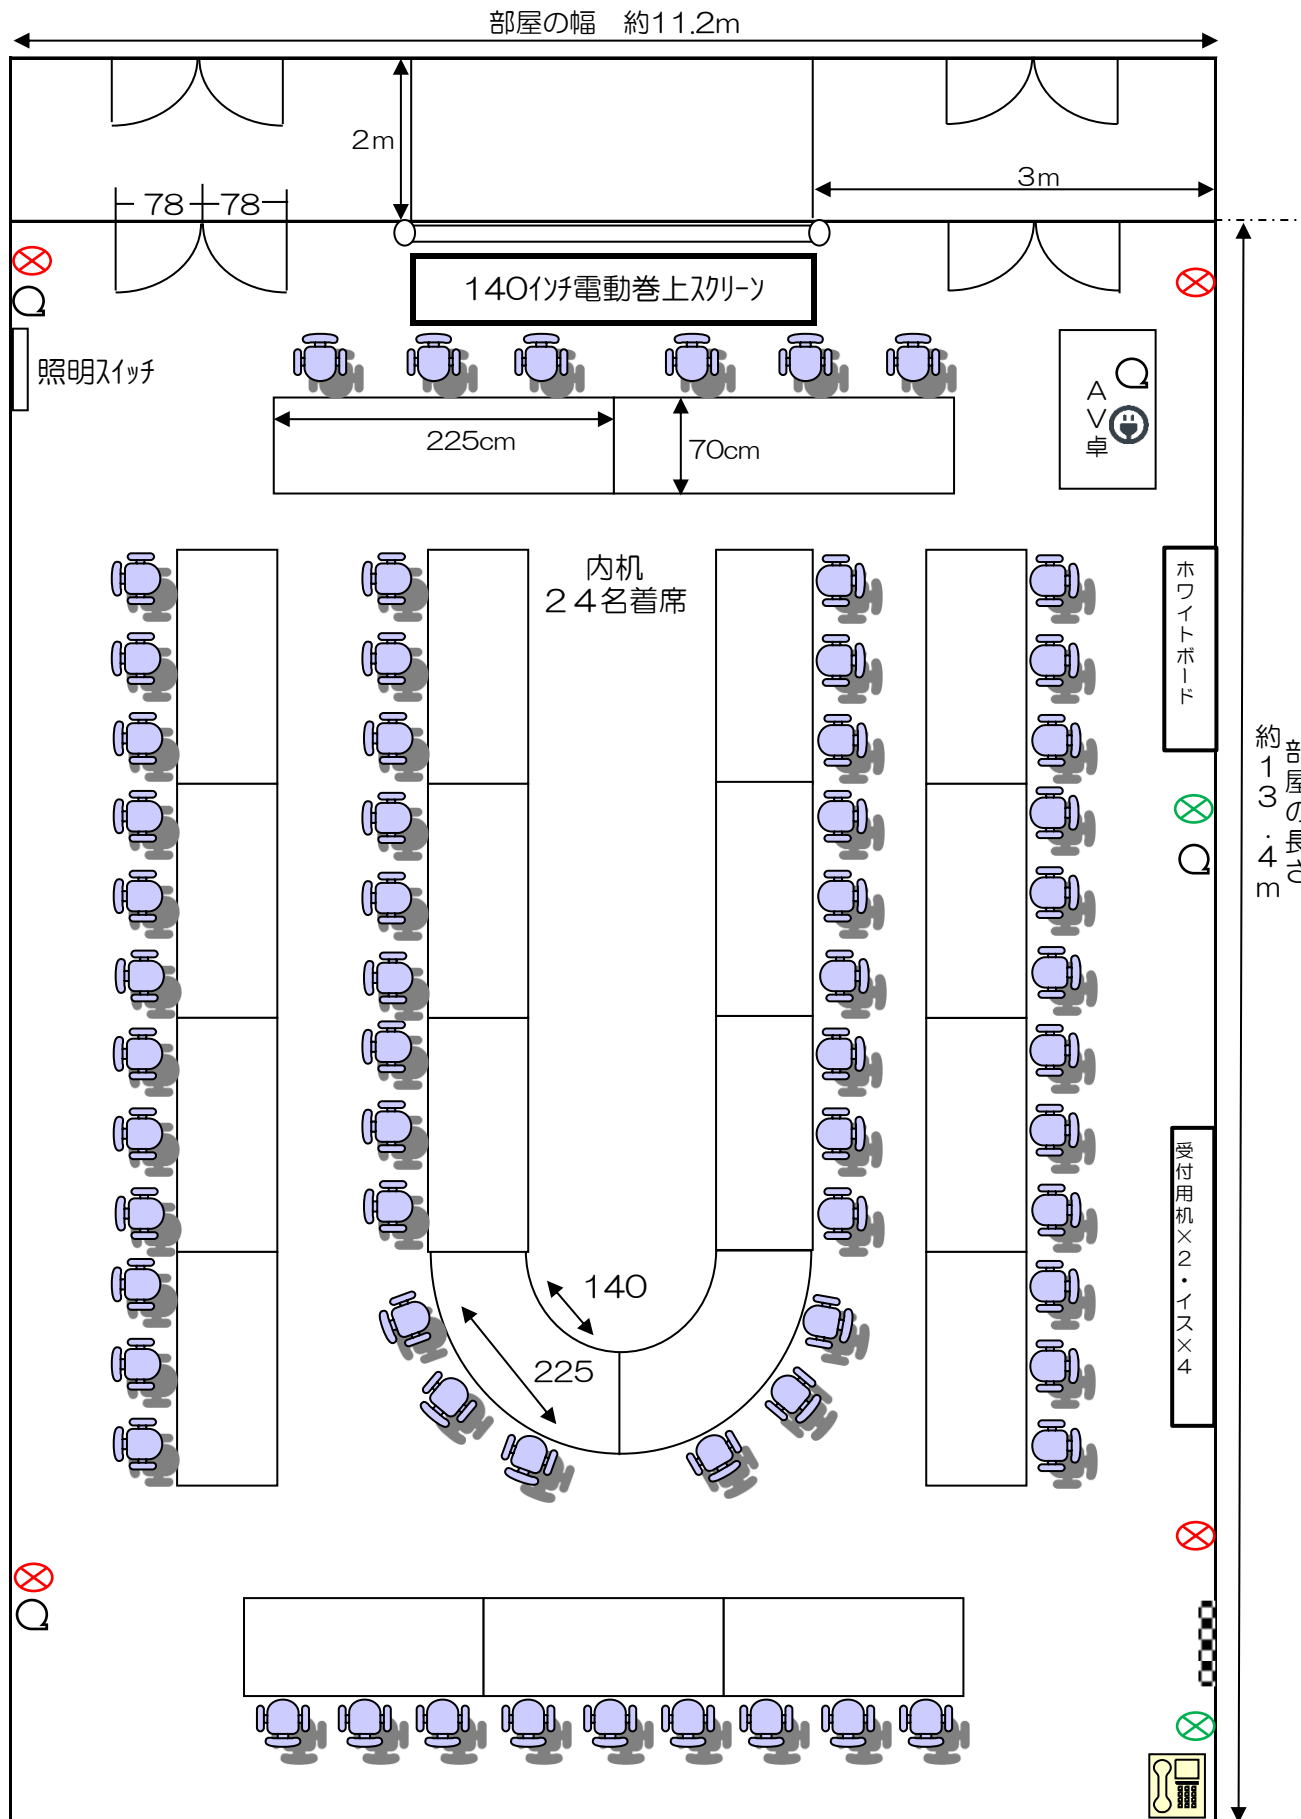 部屋の幅　約11.2m
2m
3m
78
78
140ｲﾝﾁ電動巻上ｽｸﾘｰﾝ
照明ｽｲｯﾁ
225cm
70cm
AV卓
内机
２４名着席
ホワイトボード
部屋の長さ
約１３．４ｍ
受付用机×２・イス×４
140
225